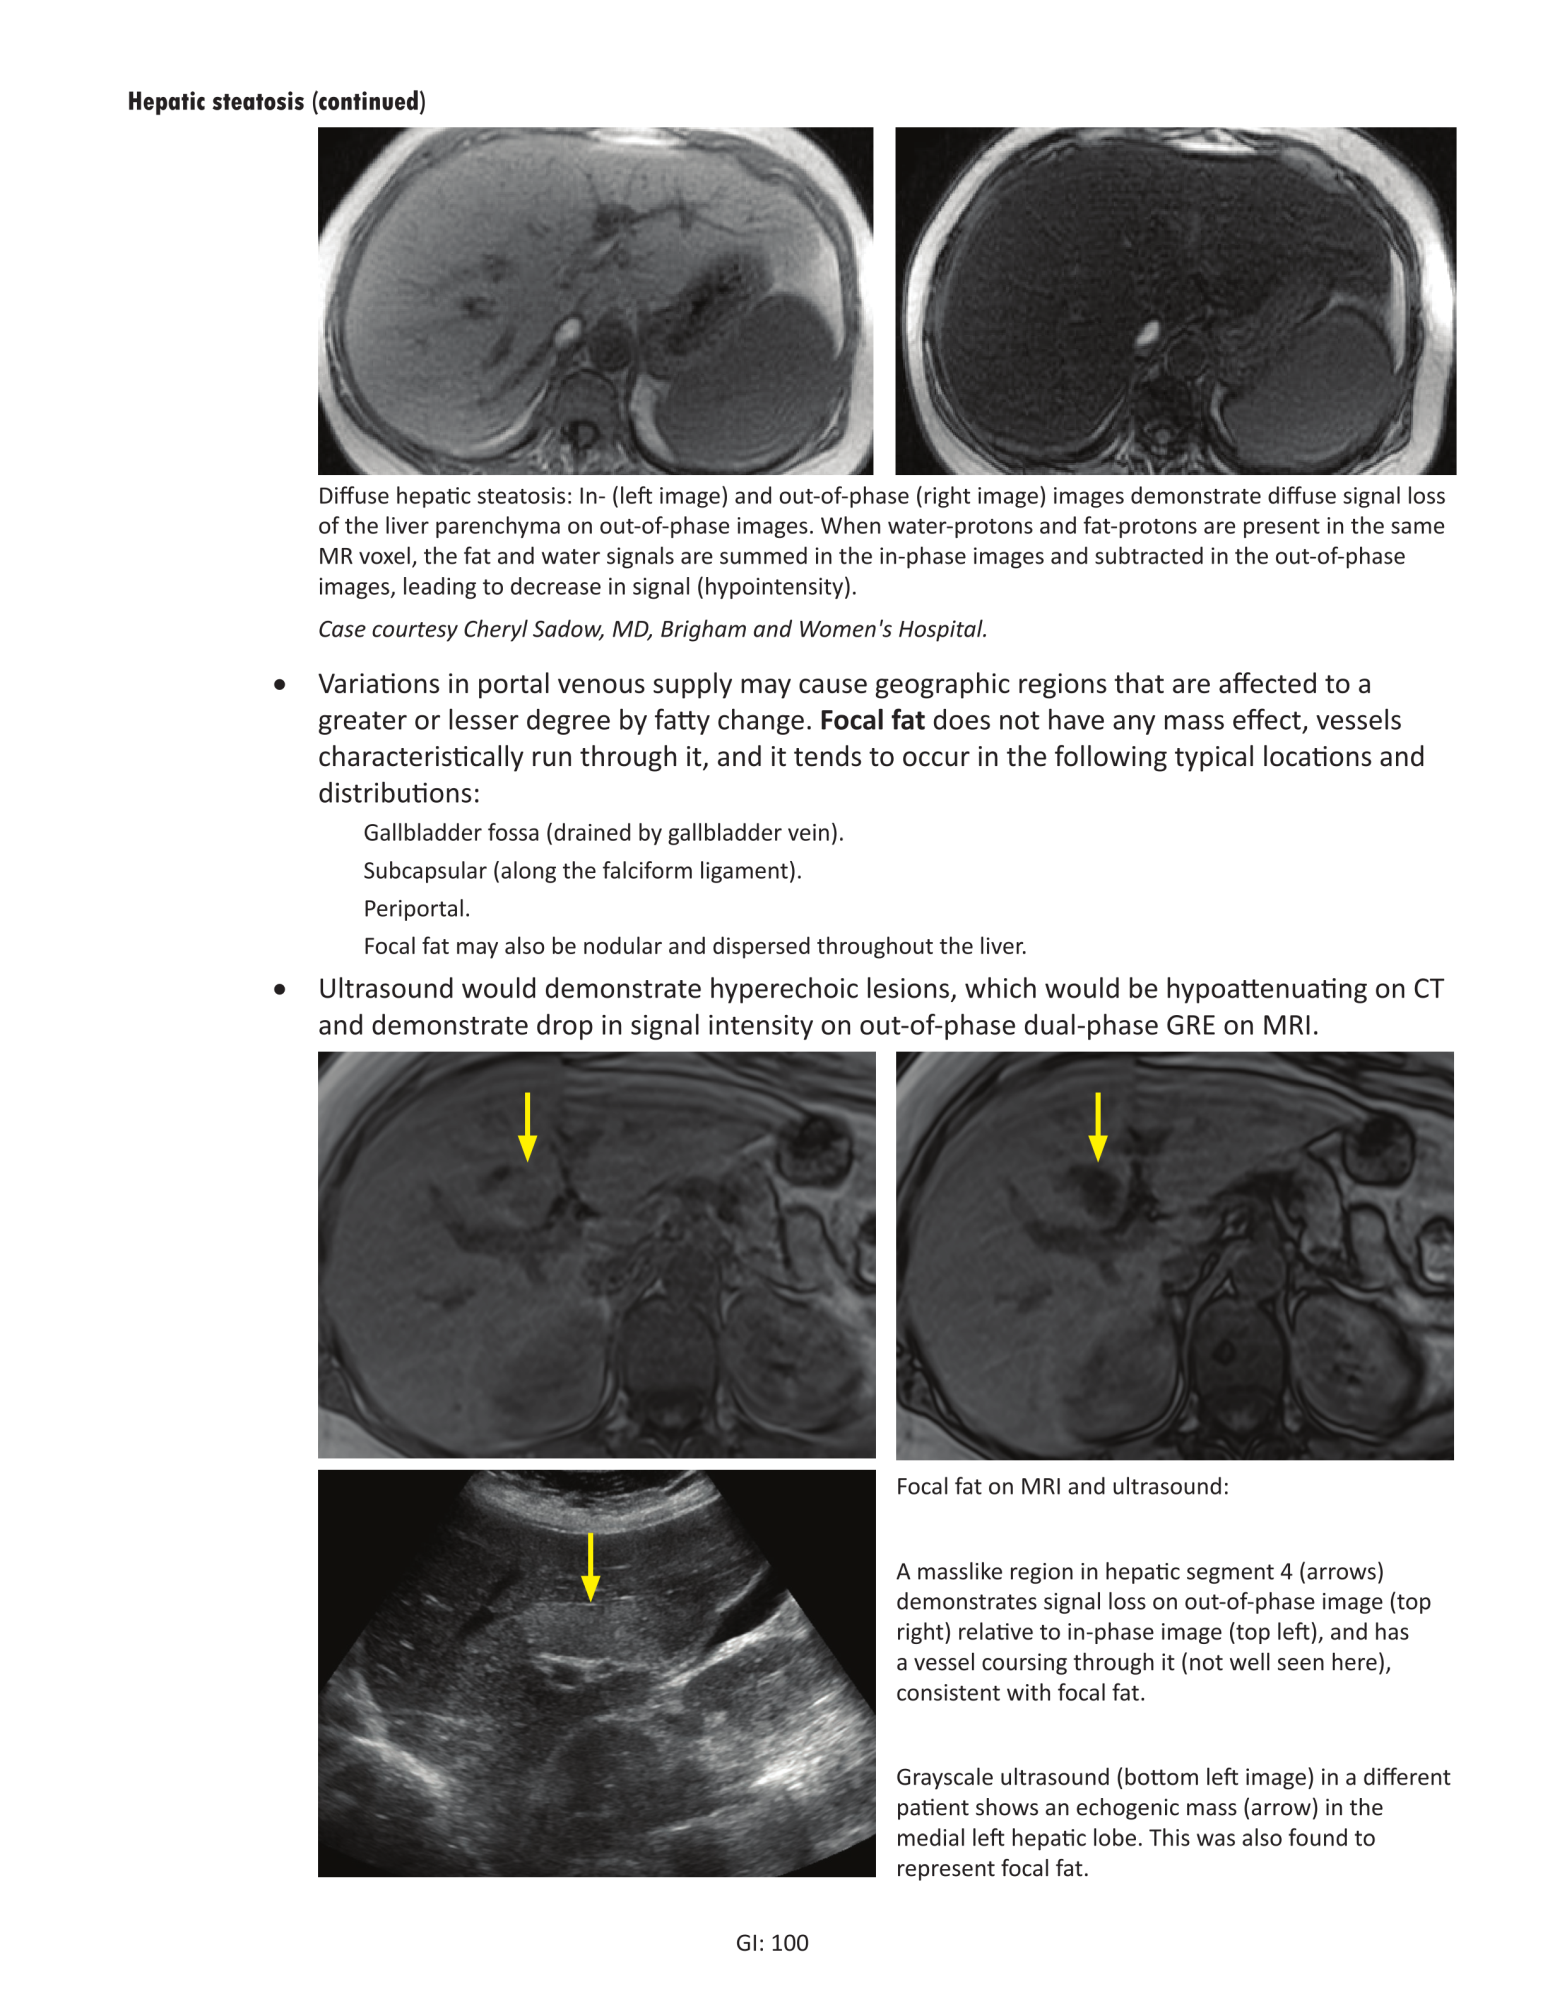 Hepatic steatosis (continued)
Diffuse hepatic steatosis: In- (left image) and out-of-phase (right image) images demonstrate diffuse signal loss
of the liver parenchyma on out-of-phase images. When water-protons and fat-protons are present in the same
MR voxel, the fat and water signals are summed in the in-phase images and subtracted in the out-of-phase
images, leading to decrease in signal (hypointensity).
Case courtesy Cheryl Sadow, MD, Brigham and Women's Hospital.
• Variations in portal venous supply may cause geographic regions that are affected to a
greater or lesser degree by fatty change. Focal fat does not have any mass effect, vessels
characteristically run through it, and it tends to occur in the following typical locations and
distributions:
Gallbladder fossa (drained by gallbladder vein).
Subcapsular (along the falciform ligament).
Periportal.
Focal fat may also be nodular and dispersed throughout the liver.
• Ultrasound would demonstrate hyperechoic lesions, which would be hypoattenuating on CT
and demonstrate drop in signal intensity on out-of-phase dual-phase GRE on MRI.
Focal fat on MRI and ultrasound:
A masslike region in hepatic segment 4 (arrows)
demonstrates signal loss on out-of-phase image (top
right) relative to in-phase image (top left), and has
a vessel coursing through it (not well seen here),
consistent with focal fat.
Grayscale ultrasound (bottom left image) in a different
patient shows an echogenic mass (arrow) in the
medial left hepatic lobe. This was also found to
represent focal fat.
GI: 100